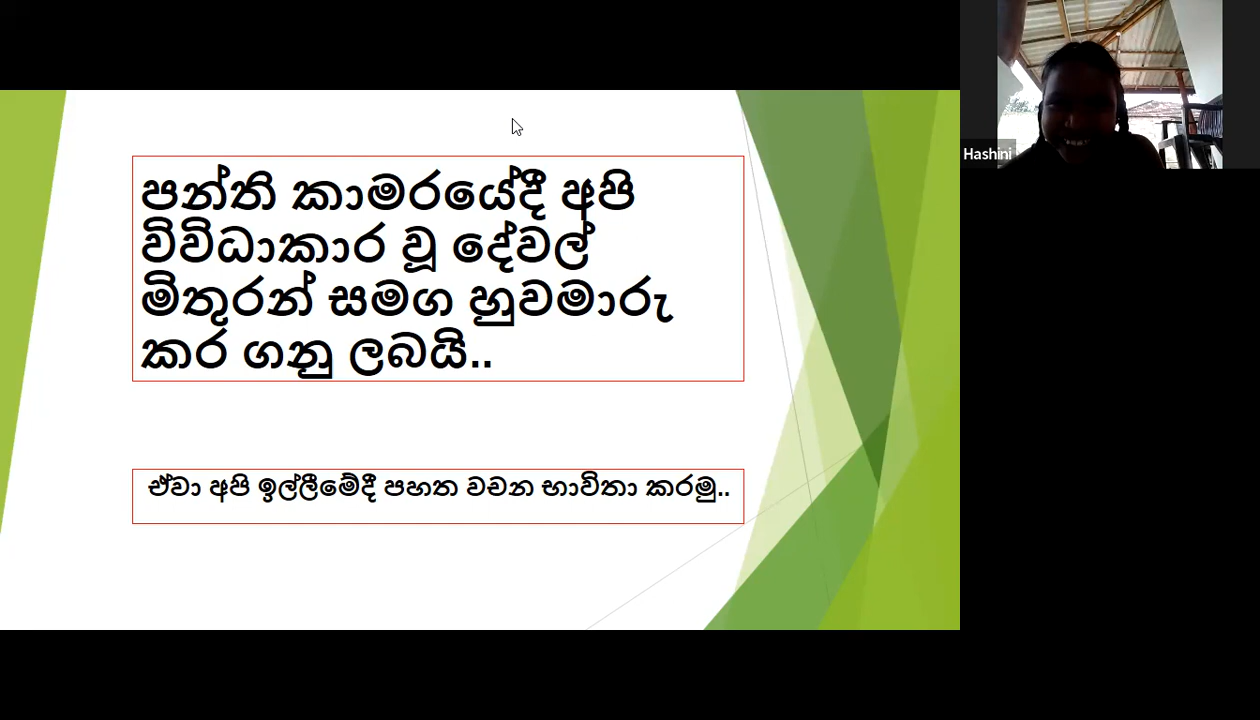 පන්ති කාමරයේදී අපි
විවිධාකාර වූ දේවල්
මිතුරන් සමග හුවමාරු
කර ගනු ලබයි..
ඒවා අපි ඉල්ලීමේදී පහත වචන භාවිතා කරමු..
Hashini